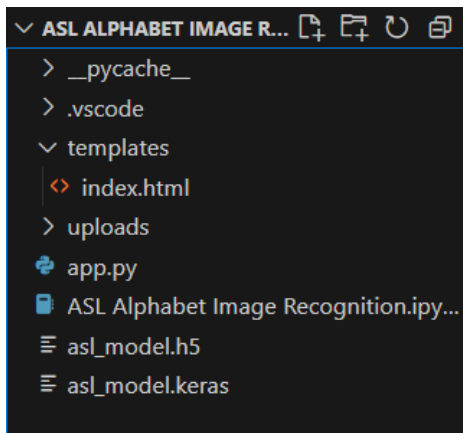 ASL ALPHABET IMAGE R...
__pycache__
.vscode
templates
<> index.html
uploads
app.py
ASL Alphabet Image Recognition.ipy...
asl_model.h5
asl_model.keras